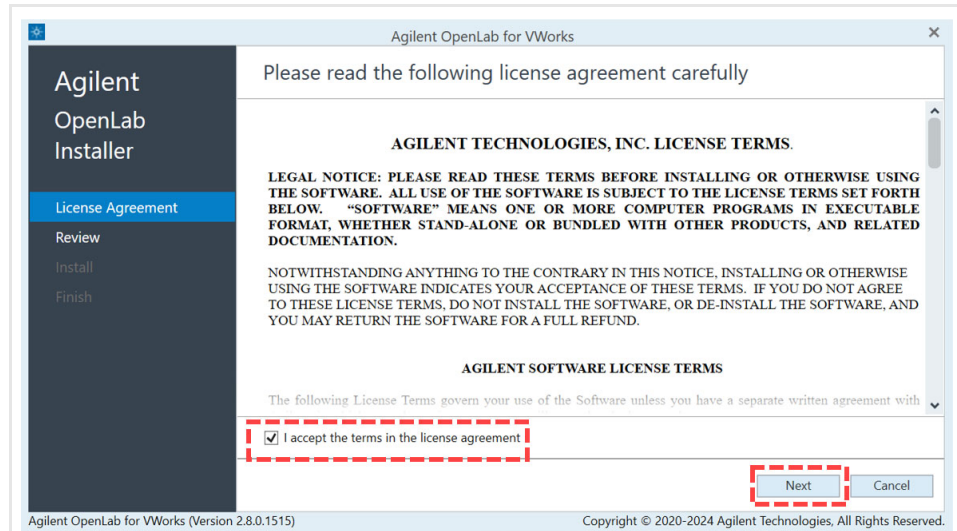 Agilent OpenLab for VWorks
Agilent
OpenLab
Installer
License Agreement
Review
Install
Finish
Please read the following license agreement carefully
AGILENT TECHNOLOGIES, INC. LICENSE TERMS.
LEGAL NOTICE: PLEASE READ THESE TERMS BEFORE INSTALLING OR OTHERWISE USING
THE SOFTWARE. ALL USE OF THE SOFTWARE IS SUBJECT TO THE LICENSE TERMS SET FORTH
BELOW. “SOFTWARE” MEANS ONE OR MORE COMPUTER PROGRAMS IN EXECUTABLE
FORMAT, WHETHER STAND-ALONE OR BUNDLED WITH OTHER PRODUCTS, AND RELATED
DOCUMENTATION.
NOTWITHSTANDING ANYTHING TO THE CONTRARY IN THIS NOTICE, INSTALLING OR OTHERWISE
USING THE SOFTWARE INDICATES YOUR ACCEPTANCE OF THESE TERMS. IF YOU DO NOT AGREE
TO THESE LICENSE TERMS, DO NOT INSTALL THE SOFTWARE, OR DE-INSTALL THE SOFTWARE, AND
YOU MAY RETURN THE SOFTWARE FOR A FULL REFUND.
AGILENT SOFTWARE LICENSE TERMS
The following License Terms govern your use of the Software unless you have a separate written agreement with
I accept the terms in the license agreement
Next
Cancel
Agilent OpenLab for VWorks (Version 2.8.0.1515)
Copyright © 2020-2024 Agilent Technologies, All Rights Reserved.